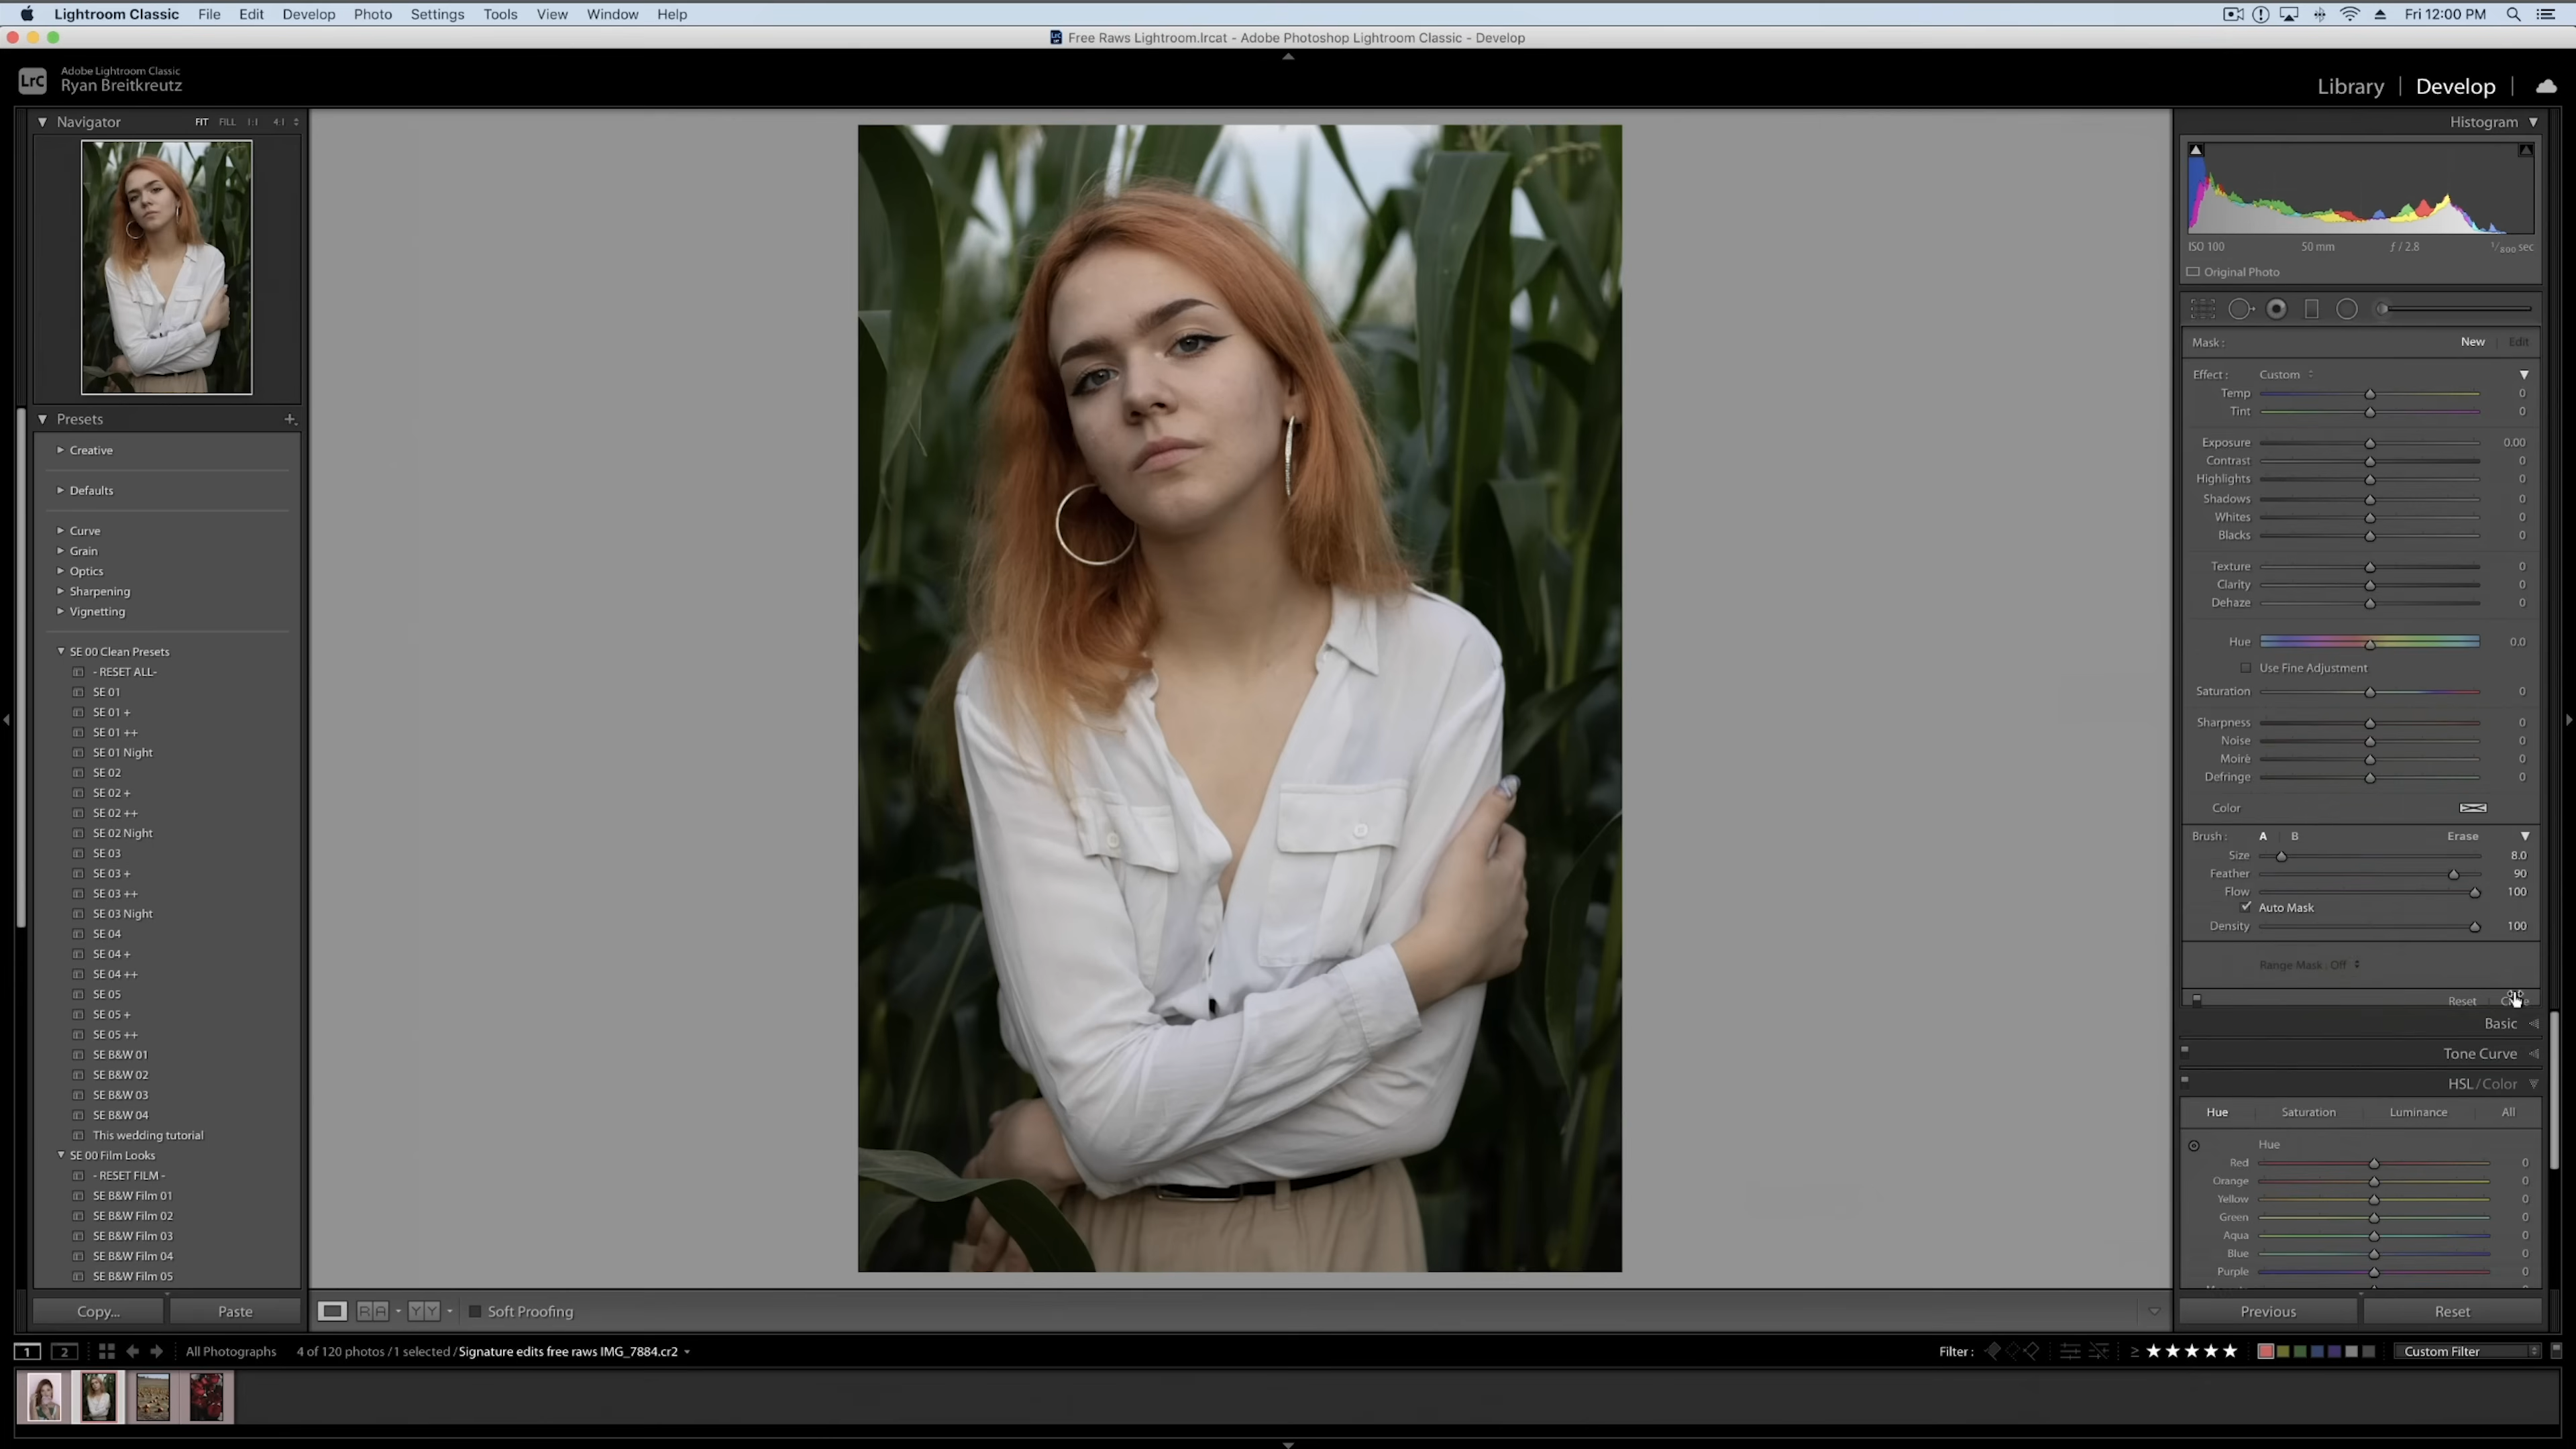 Lightroom Classic File Edit Develop Photo Settings Tools View Window Help Fri 12:00 PM
Free Raws Lightroom.lrcat - Adobe Photoshop Lightroom Classic - Develop
LrC Adobe Lightroom Classic
Ryan Breitkreutz
Library | Develop |
Navigator FIT FILL 1:1 4:1
Presets
Creative
Defaults
Curve
Grain
Optics
Sharpening
Vignetting
SE 00 Clean Presets
- RESET ALL-
SE 01
SE 01 +
SE 01 ++
SE 01 Night
SE 02
SE 02 +
SE 02 ++
SE 02 Night
SE 03
SE 03 +
SE 03 ++
SE 03 Night
SE 04
SE 04 +
SE 04 ++
SE 05
SE 05 +
SE 05 ++
SE B&W 01
SE B&W 02
SE B&W 03
SE B&W 04
This wedding tutorial
SE 00 Film Looks
- RESET FILM -
SE B&W Film 01
SE B&W Film 02
SE B&W Film 03
SE B&W Film 04
SE B&W Film 05
Copy... Paste
Soft Proofing
Histogram
ISO 100 50 mm ƒ / 2.8 1/800 sec
Original Photo
Mask : New Edit
Effect : Custom
Temp 0
Tint 0
Exposure 0.00
Contrast 0
Highlights 0
Shadows 0
Whites 0
Blacks 0
Texture 0
Clarity 0
Dehaze 0
Hue 0.0
Use Fine Adjustment
Saturation 0
Sharpness 0
Noise 0
Moiré 0
Defringe 0
Color
Brush : A B Erase
Size 8.0
Feather 90
Flow 100
Auto Mask
Density 100
Range Mask : Off
Reset
Basic
Tone Curve
HSL / Color
Hue Saturation Luminance All
Hue
Red 0
Orange 0
Yellow 0
Green 0
Aqua 0
Blue 0
Purple 0
Previous Reset
1 2 All Photographs 4 of 120 photos / 1 selected / Signature edits free raws IMG_7884.cr2 Filter : ≥ ★★★★★ Custom Filter